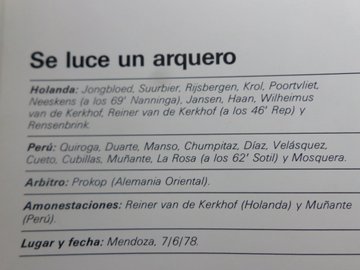 Se luce un arquero
Holanda: Jongbloed, Suurbier, Rijsbergen, Krol, Poortvliet,
Neeskens (a los 69' Nanninga), Jansen, Haan, Wilhelmus
van de Kerkhof, Reiner van de Kerkhof (a los 46' Rep) y
Rensenbrink.
Perú: Quiroga, Duarte, Manso, Chumpitaz, Díaz, Velásquez,
Cueto, Cubillas, Muñante, La Rosa (a los 62' Sotil) y Mosquera.
Arbitro: Prokop (Alemania Oriental).
Amonestaciones: Reiner van de Kerkhof (Holanda) y Muñante
(Perú).
Lugar y fecha: Mendoza, 7/6/78.